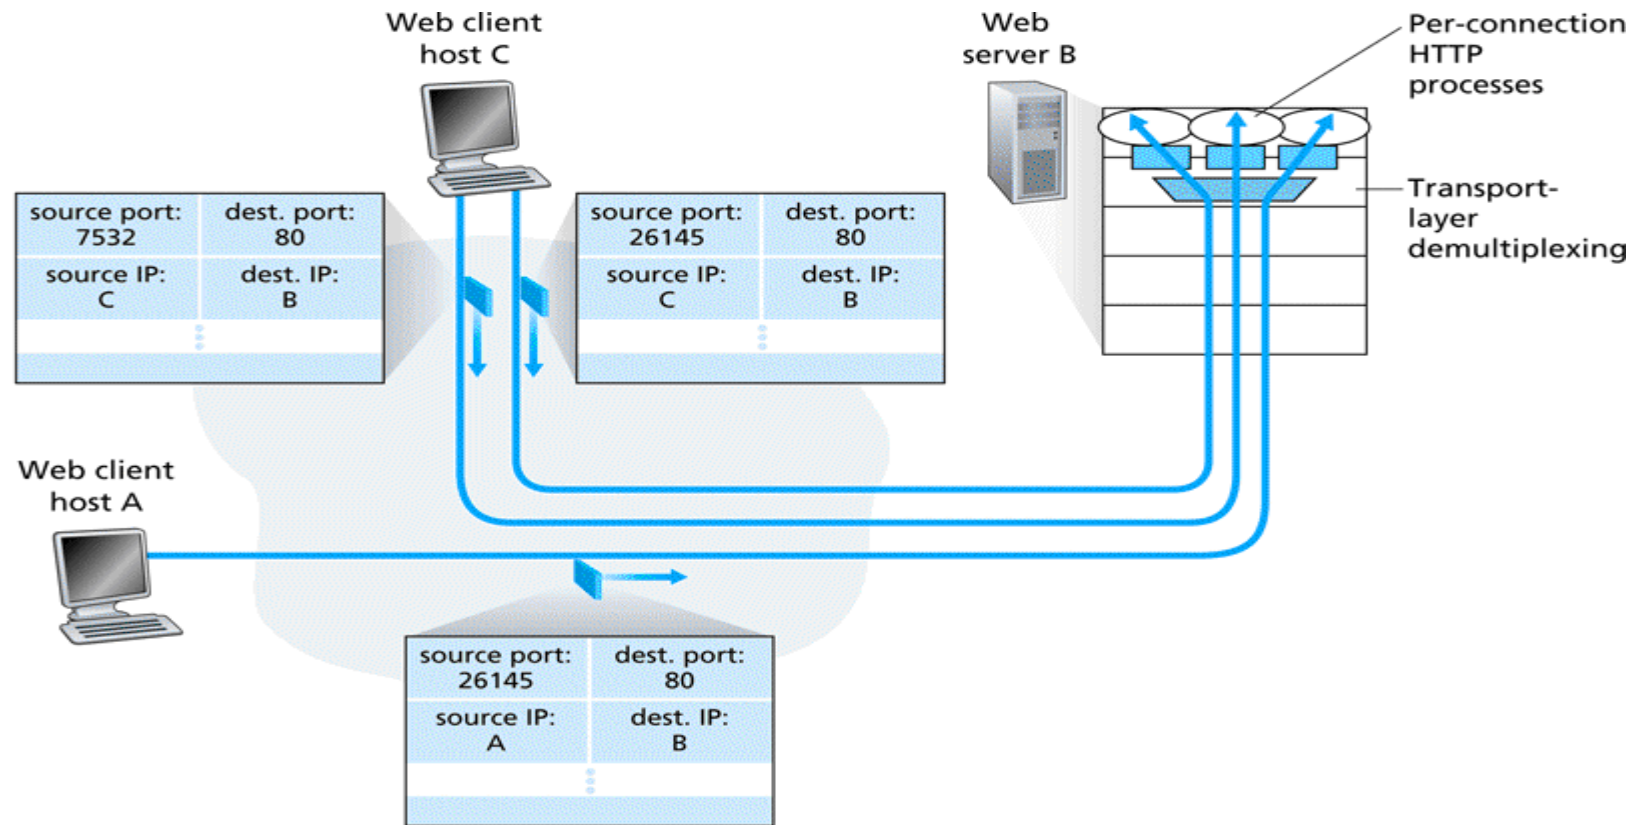 Web client
host C
Web
server B
Per-connection
HTTP
processes
Transport-
layer
demultiplexing
source port:
7532
dest. port:
80
source IP:
C
dest. IP:
B
source port:
26145
dest. port:
80
source IP:
C
dest. IP:
B
Web client
host A
source port:
26145
dest. port:
80
source IP:
A
dest. IP:
B